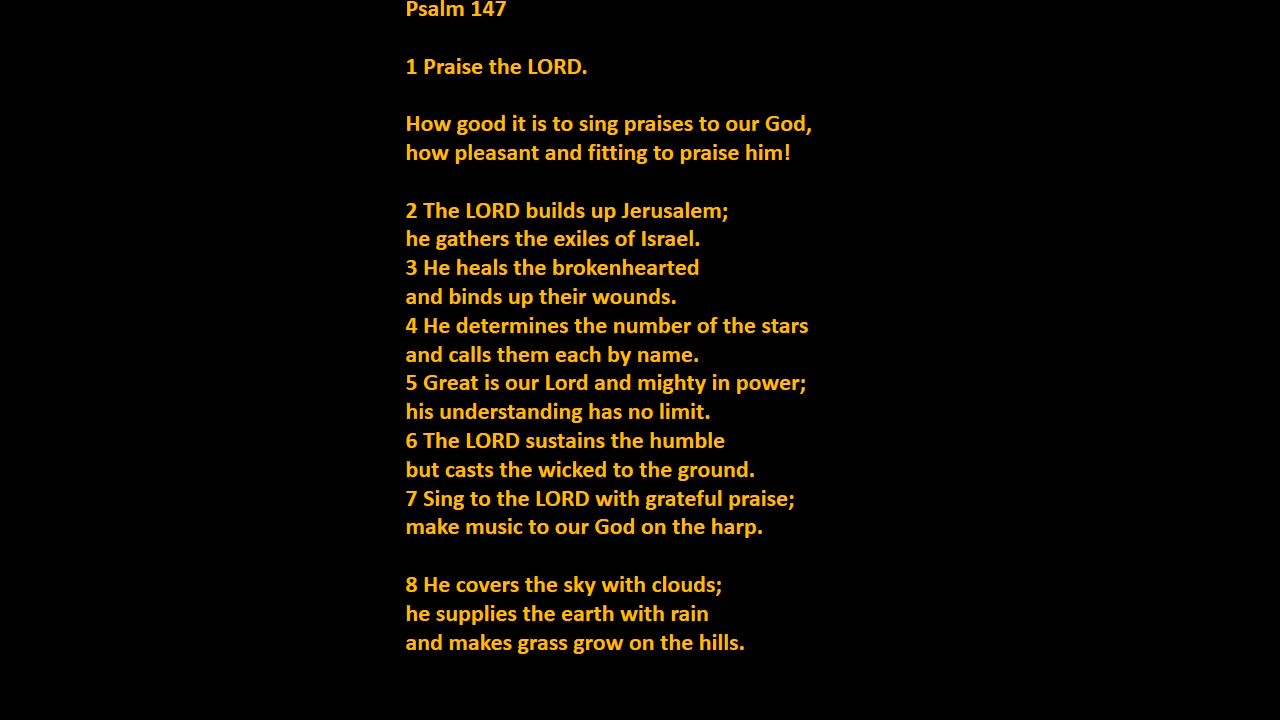 Psalm 147
1 Praise the LORD.
How good it is to sing praises to our God,
how pleasant and fitting to praise him!
2 The LORD builds up Jerusalem;
he gathers the exiles of Israel.
3 He heals the brokenhearted
and binds up their wounds.
4 He determines the number of the stars
and calls them each by name.
5 Great is our Lord and mighty in power;
his understanding has no limit.
6 The LORD sustains the humble
but casts the wicked to the ground.
7 Sing to the LORD with grateful praise;
make music to our God on the harp.
8 He covers the sky with clouds;
he supplies the earth with rain
and makes grass grow on the hills.